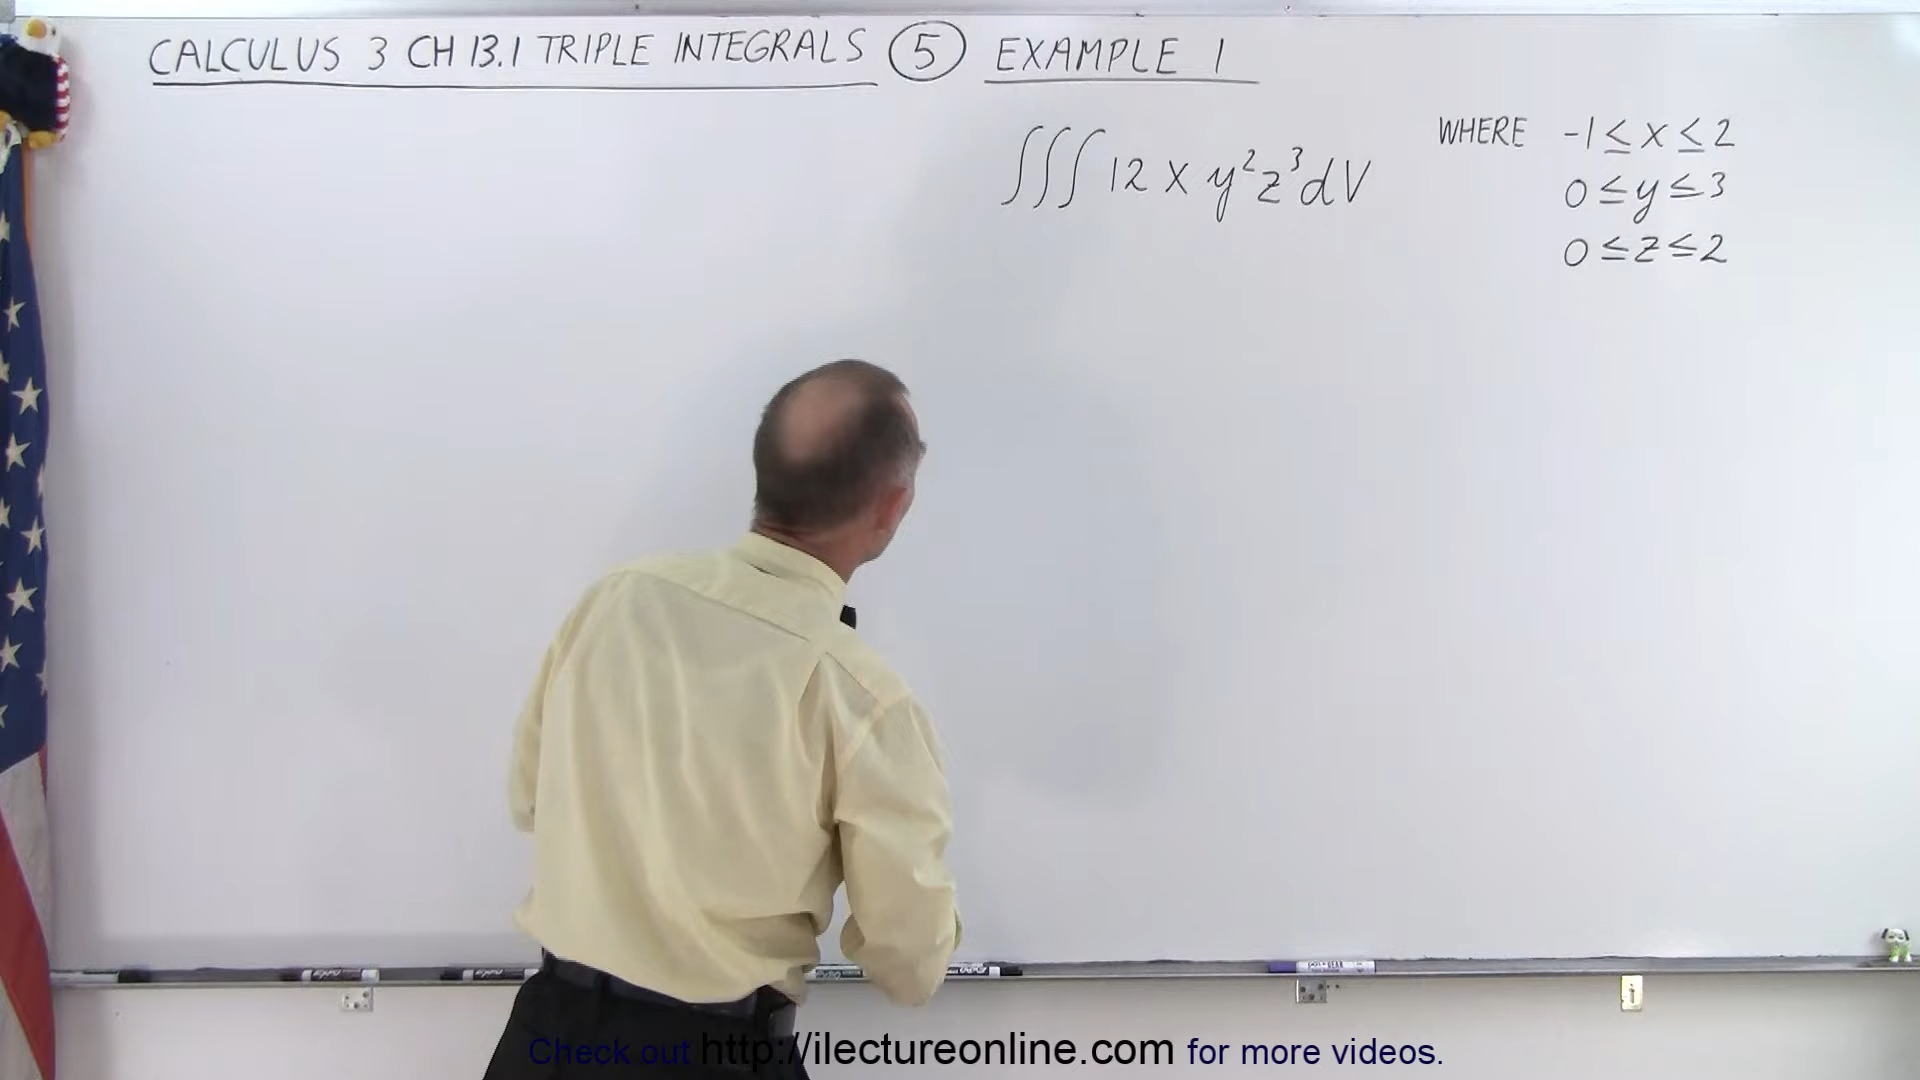 CALCULUS 3 CH 13.1 TRIPLE INTEGRALS 5 EXAMPLE 1
∫∫∫ 12 x y²z³dV
WHERE -1 ≤ x ≤ 2
0 ≤ y ≤ 3
0 ≤ z ≤ 2
Check out http://ilectureonline.com for more videos.